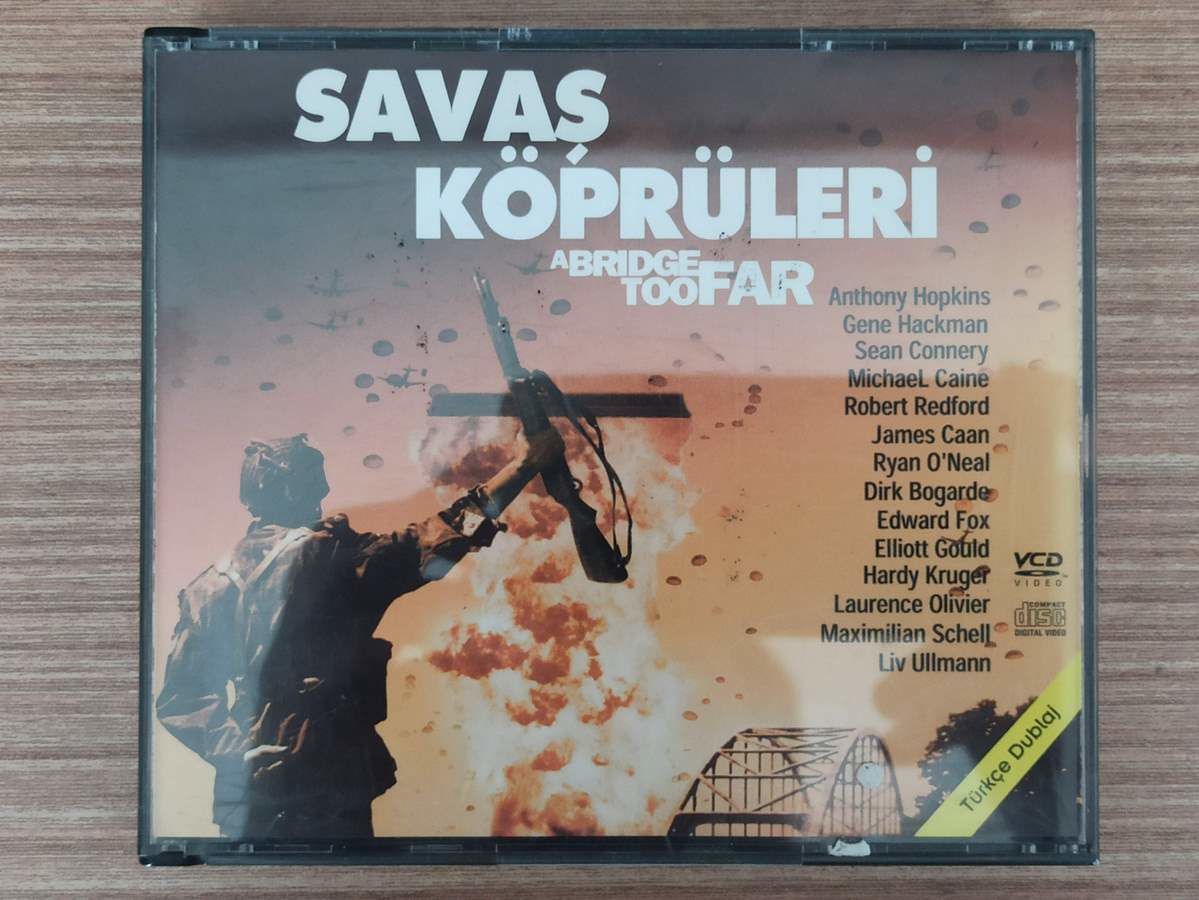 SAVAŞ
KÖPRÜLERİ
A BRIDGE
TOO FAR
Anthony Hopkins
Gene Hackman
Sean Connery
MichaeL Caine
Robert Redford
James Caan
Ryan O'Neal
Dirk Bogarde
Edward Fox
Elliott Gould
Hardy Kruger
Laurence Olivier
Maximilian Schell
Liv Ullmann
VCD
VIDEO™
COMPACT
disc
DIGITAL VIDEO
Türkçe Dublaj